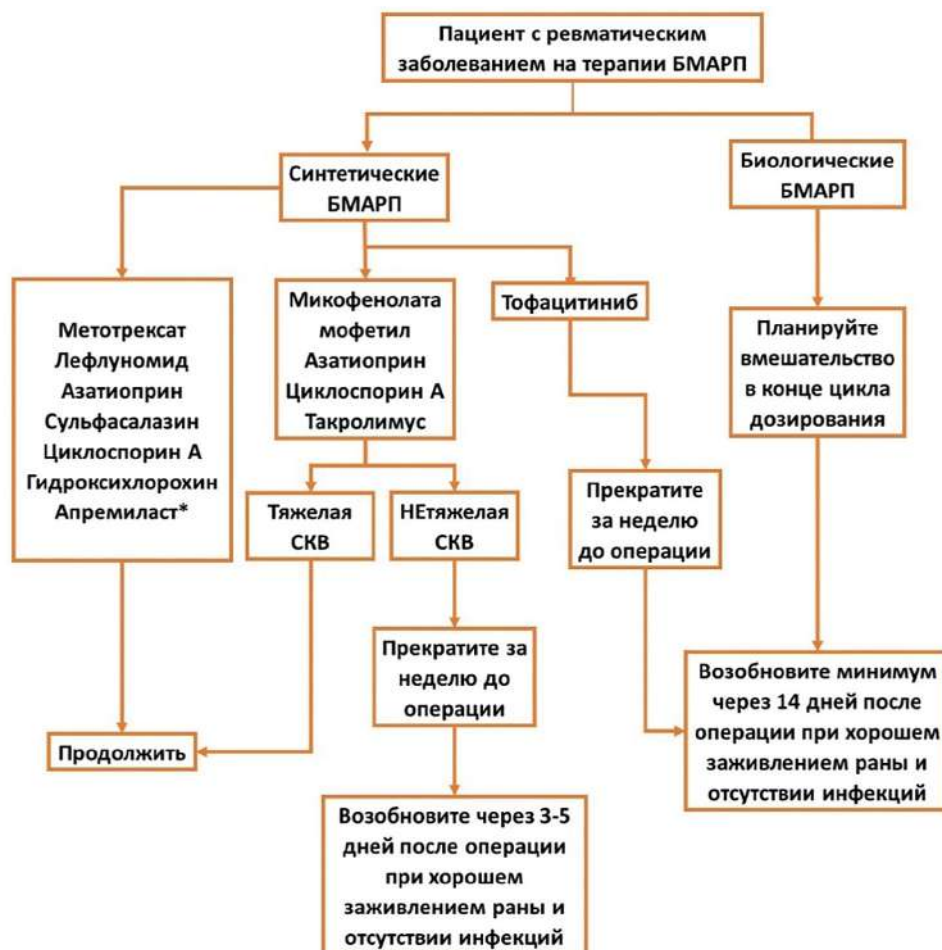 Пациент с ревматическим
заболеванием на терапии БМАРП
Синтетические
БМАРП
Биологические
БМАРП
Метотрексат
Лефлуномид
Азатиоприн
Сульфасалазин
Циклоспорин А
Гидроксихлорохин
Апремиласт*
Микофенолата
мофетил
Азатиоприн
Циклоспорин А
Такролимус
Тофацитиниб
Планируйте
вмешательство
в конце цикла
дозирования
Тяжелая
СКВ
НЕтяжелая
СКВ
Прекратите
за неделю
до операции
Прекратите за
неделю до
операции
Возобновите минимум
через 14 дней после
операции при хорошем
заживлением раны и
отсутствии инфекций
Продолжить
Возобновите через 3-5
дней после операции
при хорошем
заживлением раны и
отсутствии инфекций